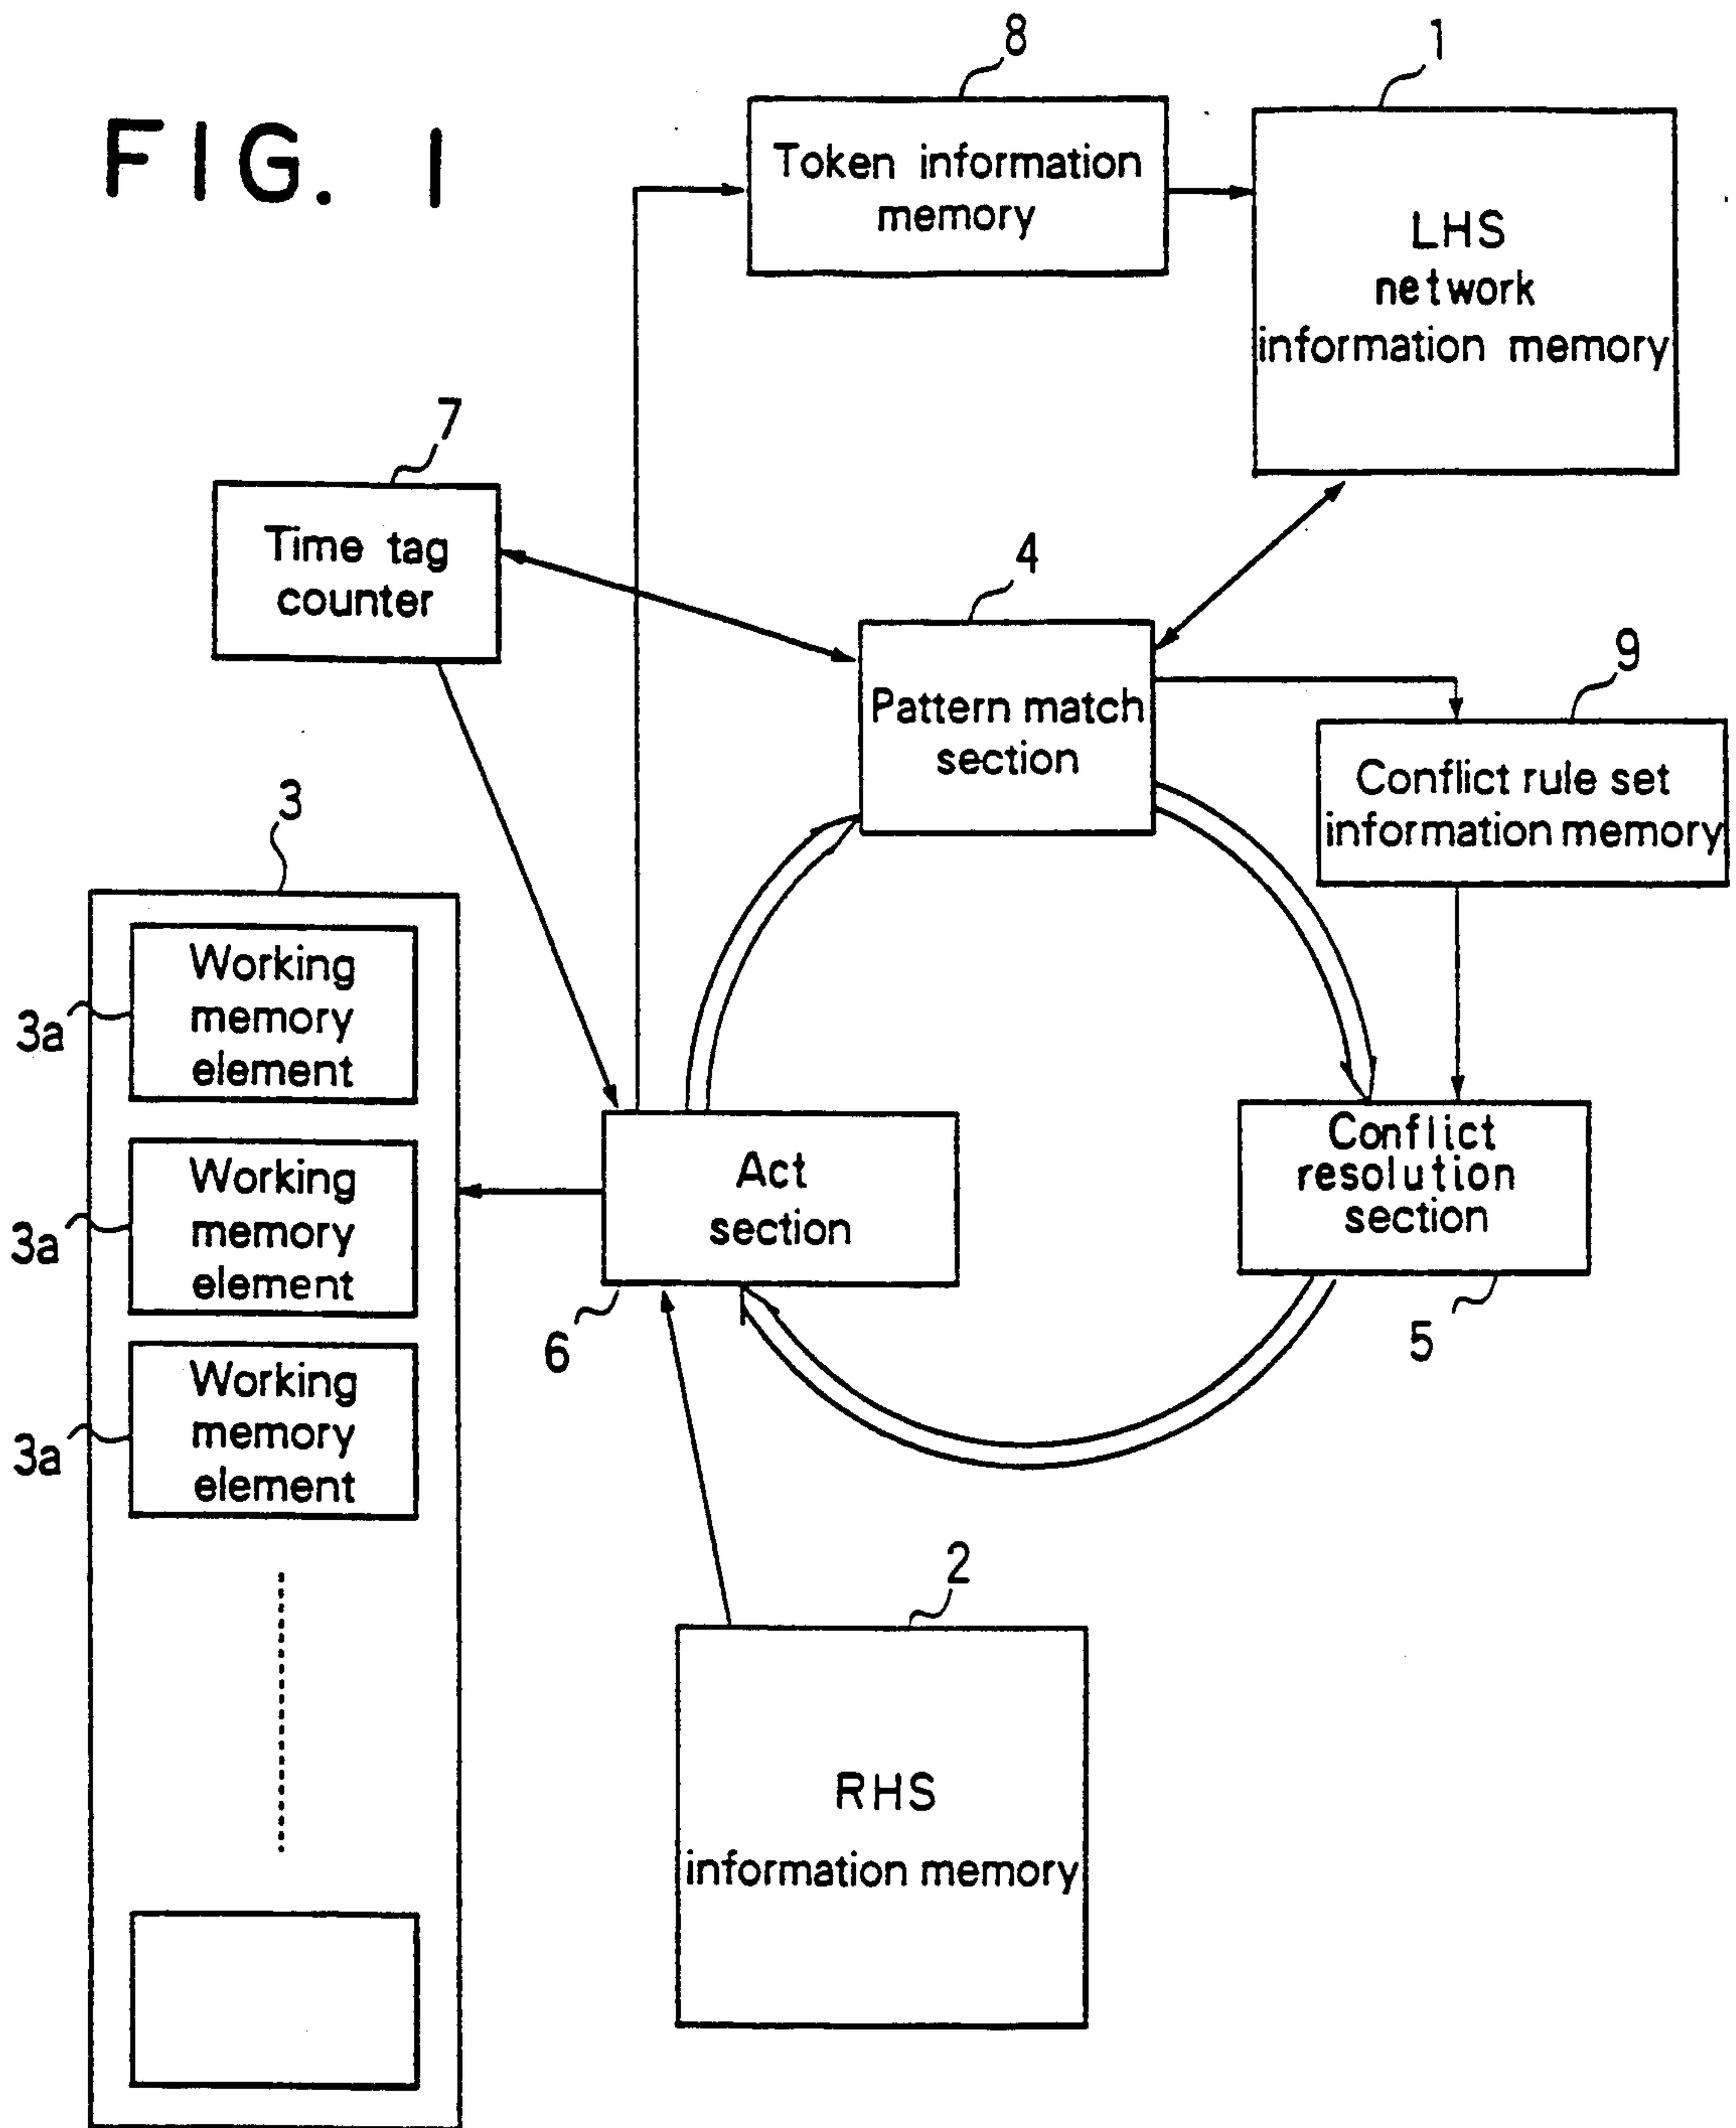 FIG. 1
8
1
Token information
memory
LHS
network
information memory
7
Time tag
counter
4
Pattern match
section
9
Conflict rule set
information memory
3
Working
memory
element
3a
Working
memory
element
3a
Working
memory
element
3a
Act
section
6
Conflict
resolution
section
5
2
RHS
information memory